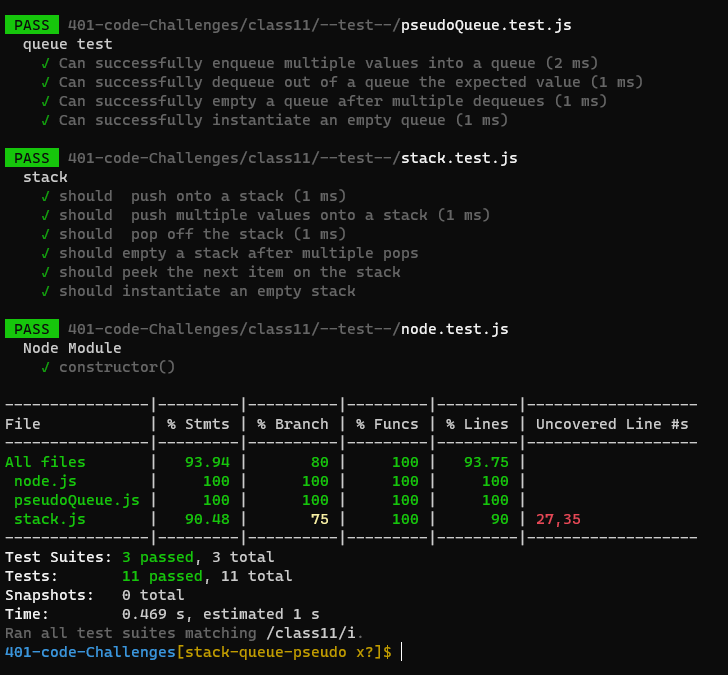 PASS 401-code-Challenges/class11/--test--/pseudoQueue.test.js
queue test
✓ Can successfully enqueue multiple values into a queue (2 ms)
✓ Can successfully dequeue out of a queue the expected value (1 ms)
✓ Can successfully empty a queue after multiple dequeues (1 ms)
✓ Can successfully instantiate an empty queue (1 ms)
PASS 401-code-Challenges/class11/--test--/stack.test.js
stack
✓ should  push onto a stack (1 ms)
✓ should  push multiple values onto a stack (1 ms)
✓ should  pop off the stack (1 ms)
✓ should empty a stack after multiple pops
✓ should peek the next item on the stack
✓ should instantiate an empty stack
PASS 401-code-Challenges/class11/--test--/node.test.js
Node Module
✓ constructor()
----------------|---------|----------|---------|---------|-------------------
File            | % Stmts | % Branch | % Funcs | % Lines | Uncovered Line #s
----------------|---------|----------|---------|---------|-------------------
All files       |   93.94 |       80 |     100 |   93.75 |
node.js        |     100 |      100 |     100 |     100 |
pseudoQueue.js |     100 |      100 |     100 |     100 |
stack.js       |   90.48 |       75 |     100 |      90 | 27,35
----------------|---------|----------|---------|---------|-------------------
Test Suites: 3 passed, 3 total
Tests:       11 passed, 11 total
Snapshots:   0 total
Time:        0.469 s, estimated 1 s
Ran all test suites matching /class11/i.
401-code-Challenges[stack-queue-pseudo x?]$